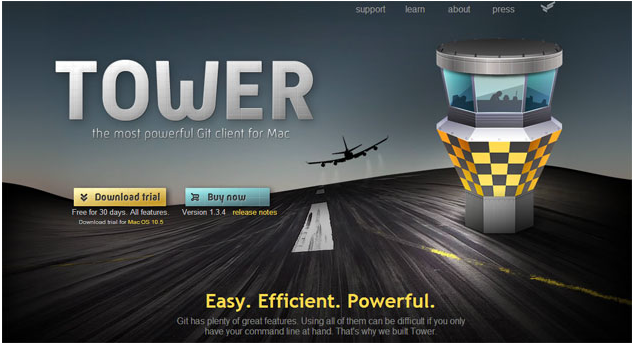 support learn about press
TOWER
the most powerful Git client for Mac
Download trial Buy now
Free for 30 days. All features. Version 1.3.4 release notes
Download trial for Mac OS 10.5
Easy. Efficient. Powerful.
Git has plenty of great features. Using all of them can be difficult if you only
have your command line at hand. That's why we built Tower.